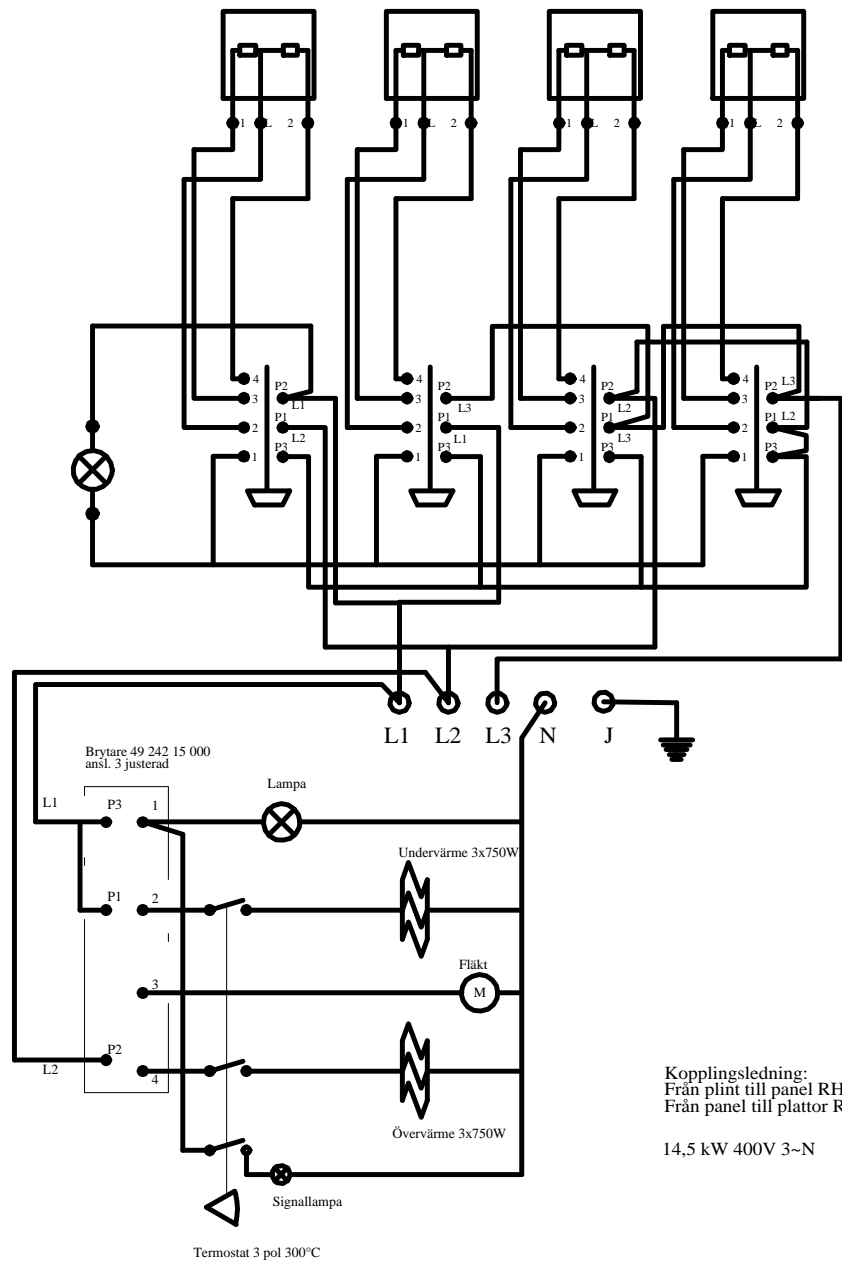 1 L 2 1 L 2 1 L 2 1 L 2
4 P2 4 P2 4 P2 4 P2 L3
3 L1 3 L3 3 L2 3
P1 P1 P1 P1 L2
2 L2 2 L1 2 L3 2
1 P3 1 P3 1 P3 1 P3
L1 L2 L3 N J
Brytare 49 242 15 000
ansl. 3 justerad
Lampa
L1 P3 1
Undervärme 3x750W
P1 2
Fläkt
3 M
P2
L2 4
Övervärme 3x750W
Signallampa
Termostat 3 pol 300°C
Kopplingsledning:
Från plint till panel RH
Från panel till plattor R
14,5 kW 400V 3~N